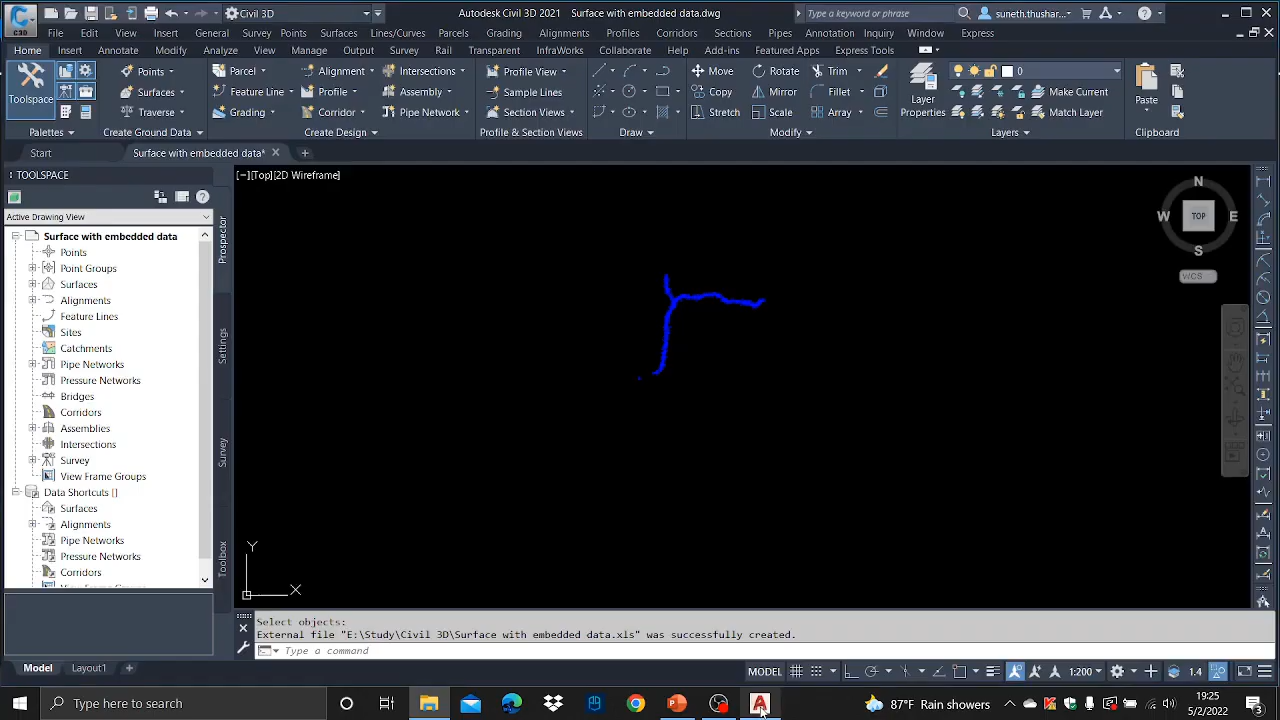 Civil 3D
Autodesk Civil 3D 2021 Surface with embedded data.dwg
Type a keyword or phrase
suneth.thushar...
C3D
File Edit View Insert General Survey Points Surfaces Lines/Curves Parcels Grading Alignments Profiles Corridors Sections Pipes Annotation Inquiry Window Express
Home Insert Annotate Modify Analyze View Manage Output Survey Rail Transparent InfraWorks Collaborate Help Add-ins Featured Apps Express Tools
Toolspace
Points
Surfaces
Traverse
Parcel
Feature Line
Grading
Alignment
Profile
Corridor
Intersections
Assembly
Pipe Network
Profile View
Sample Lines
Section Views
Move
Copy
Stretch
Rotate
Mirror
Scale
Trim
Fillet
Array
Layer
Properties
0
Make Current
Match Layer
Paste
Palettes Create Ground Data Create Design Profile & Section Views Draw Modify Layers Clipboard
Start Surface with embedded data*
TOOLSPACE
Active Drawing View
Surface with embedded data
Points
Point Groups
Surfaces
Alignments
Feature Lines
Sites
Catchments
Pipe Networks
Pressure Networks
Bridges
Corridors
Assemblies
Intersections
Survey
View Frame Groups
Data Shortcuts []
Surfaces
Alignments
Pipe Networks
Pressure Networks
Corridors
View Frame Groups
Prospector
Settings
Survey
Toolbox
[−][Top][2D Wireframe]
N
W TOP E
S
WCS
Y
X
Select objects:
External file "E:\Study\Civil 3D\Surface with embedded data.xls" was successfully created.
Type a command
Model Layout1
MODEL 1:200 1:4
Type here to search
87°F Rain showers
19:25
5/2/2022